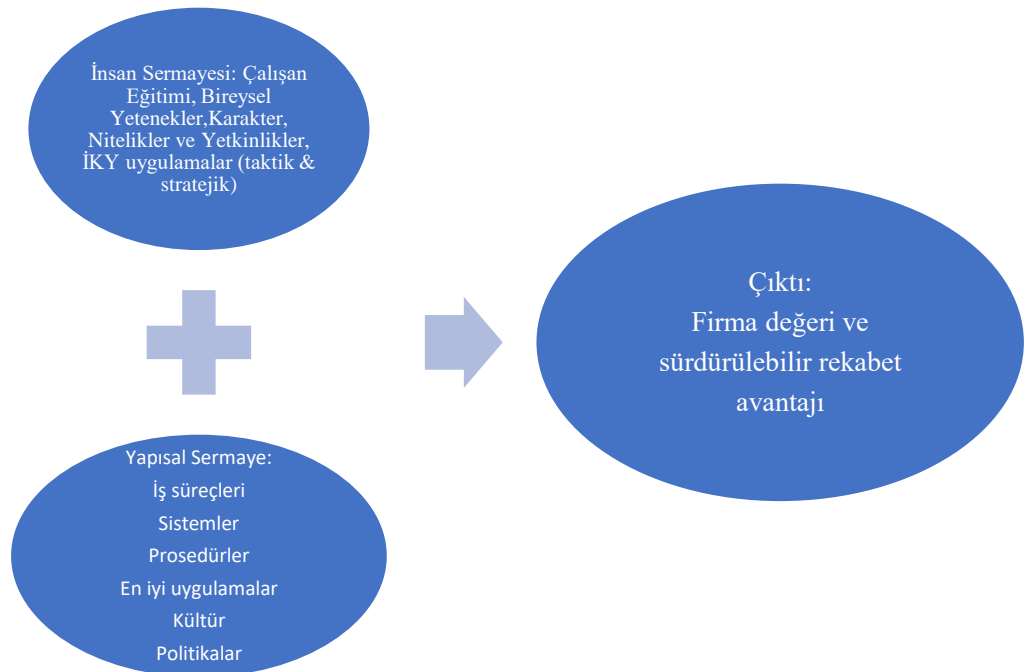 İnsan Sermayesi: Çalışan
Eğitimi, Bireysel
Yetenekler,Karakter,
Nitelikler ve Yetkinlikler,
İKY uygulamalar (taktik &
stratejik)
Yapısal Sermaye:
İş süreçleri
Sistemler
Prosedürler
En iyi uygulamalar
Kültür
Politikalar
Çıktı:
Firma değeri ve
sürdürülebilir rekabet
avantajı